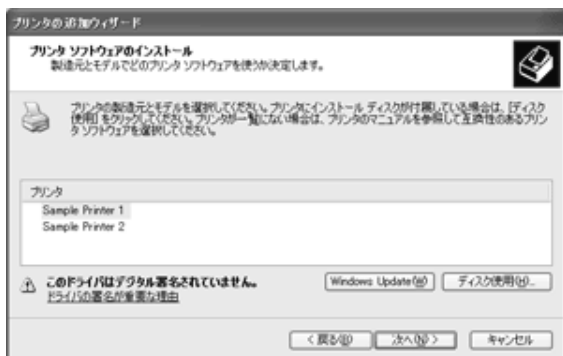 プリンタの追加ウィザード
プリンタ ソフトウェアのインストール
製造元とモデルでどのプリンタ ソフトウェアを使うか決定します。
プリンタの製造元とモデルを選択してください。プリンタにインストール ディスクが付属している場合は、[ディスク
使用] をクリックしてください。プリンタが一覧にない場合は、プリンタのマニュアルを参照して互換性のあるプリン
タ ソフトウェアを選択してください。
プリンタ
Sample Printer 1
Sample Printer 2
このドライバはデジタル署名されていません。
ドライバの署名が重要な理由
Windows Update(W)
ディスク使用(H)...
< 戻る(B)
次へ(N) >
キャンセル